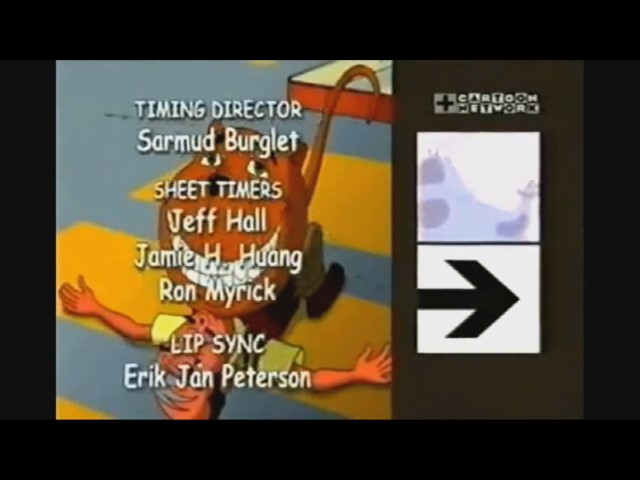 TIMING DIRECTOR
Sarmud Burglet
SHEET TIMERS
Jeff Hall
Jamie H. Huang
Ron Myrick
LIP SYNC
Erik Jan Peterson
CARTOON
NETWORK